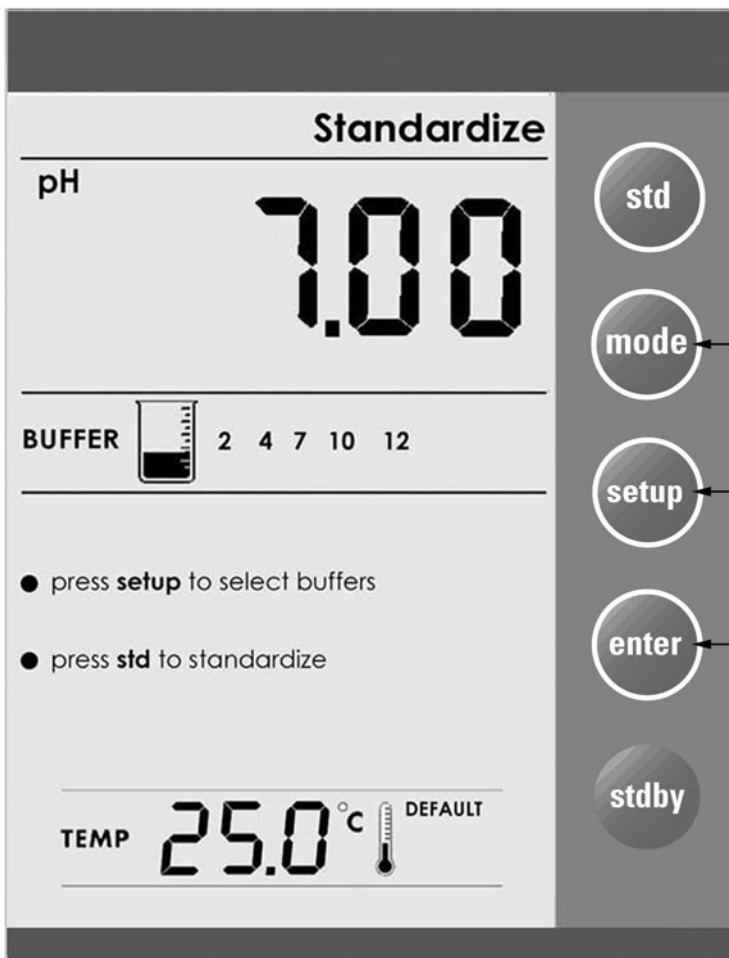 Standardize
pH
7.00
BUFFER 2 4 7 10 12
● press setup to select buffers
● press std to standardize
TEMP 25.0 °C DEFAULT
std
mode
setup
enter
stdby